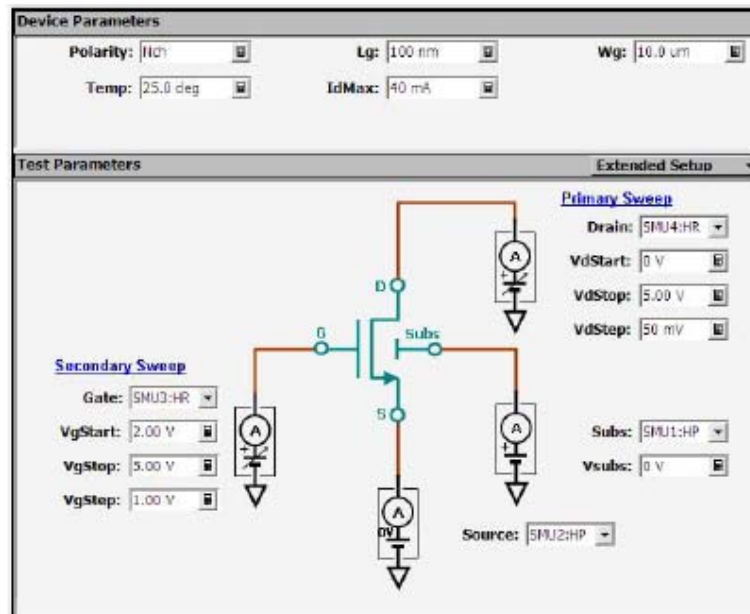 Device Parameters
Polarity: Nch Lg: 100 nm Wg: 10.0 um
Temp: 25.0 deg IdMax: 40 mA
Test Parameters Extended Setup
Primary Sweep
Drain: SMU4:HR
VdStart: 0 V
VdStop: 5.00 V
VdStep: 50 mV
A
D
G
Subs
S
Secondary Sweep
Gate: SMU3:HR
VgStart: 2.00 V
VgStop: 5.00 V
VgStep: 1.00 V
A
A
Subs: SMU1:HP
Vsubs: 0 V
A
0V
Source: SMU2:HP